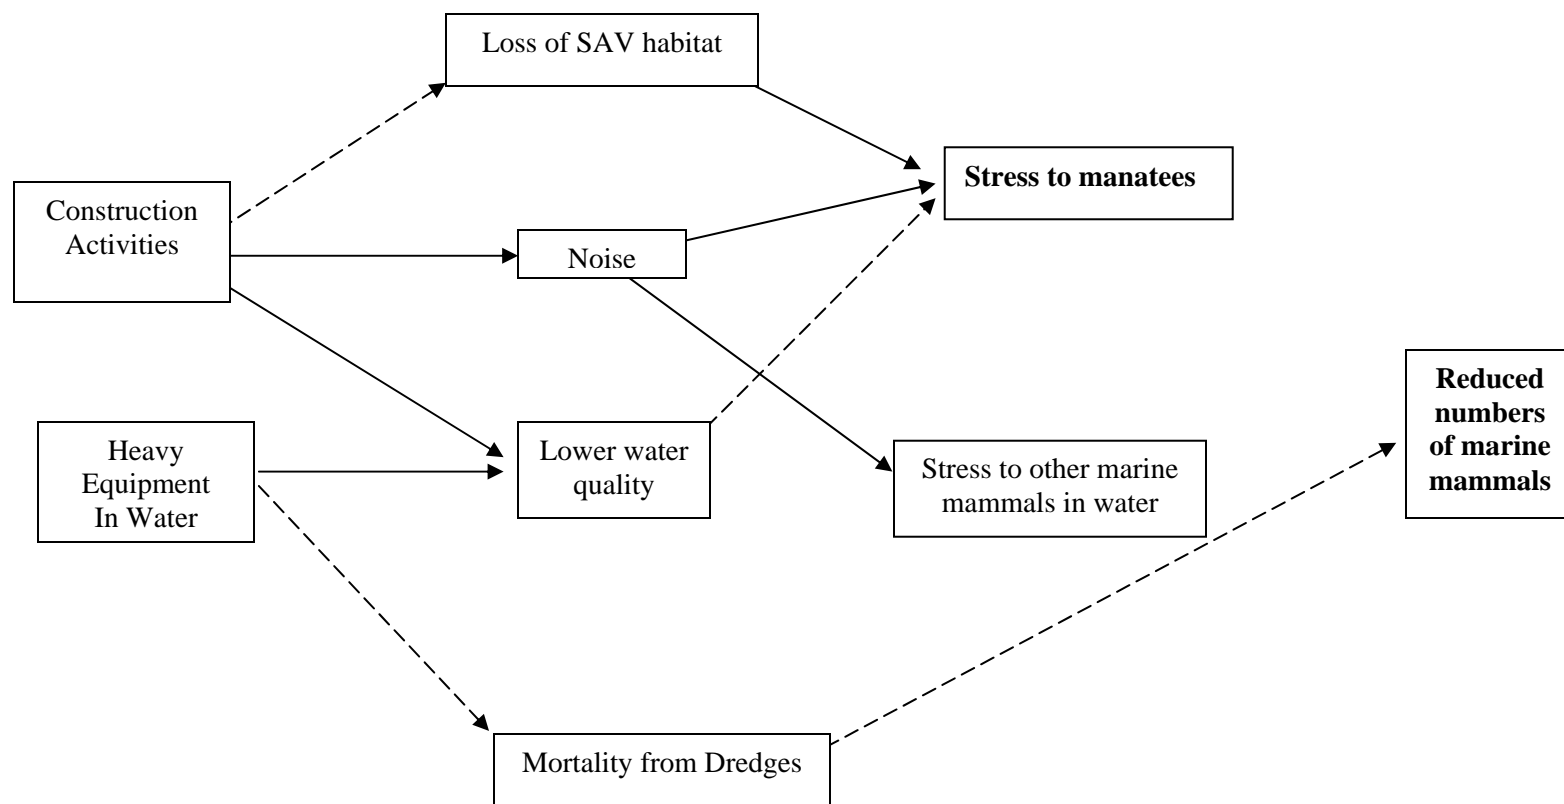 Loss of SAV habitat
Stress to manatees
Construction
Activities
Noise
Reduced
numbers
of marine
mammals
Heavy
Equipment
In Water
Lower water
quality
Stress to other marine
mammals in water
Mortality from Dredges